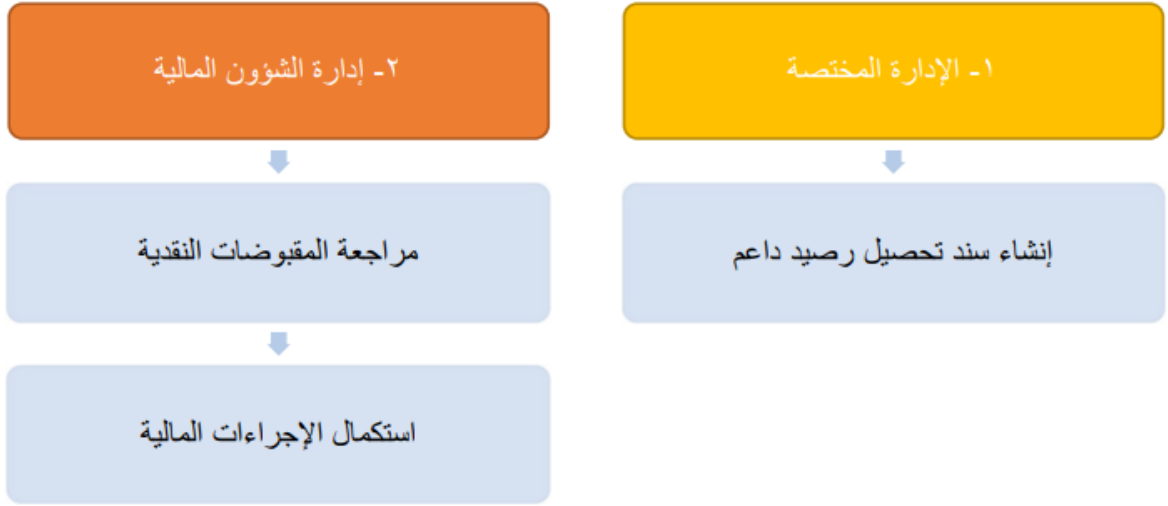 ١- الإدارة المختصة
إنشاء سند تحصيل رصيد داعم
٢- إدارة الشؤون المالية
مراجعة المقبوضات النقدية
استكمال الإجراءات المالية